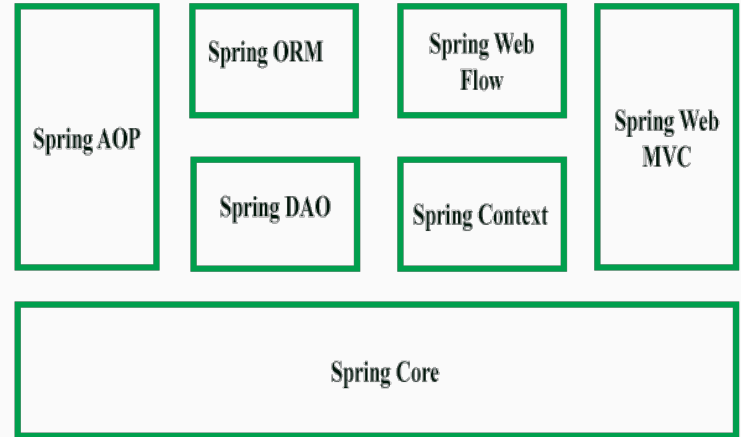 Spring AOP
Spring ORM
Spring Web
Flow
Spring Web
MVC
Spring DAO
Spring Context
Spring Core